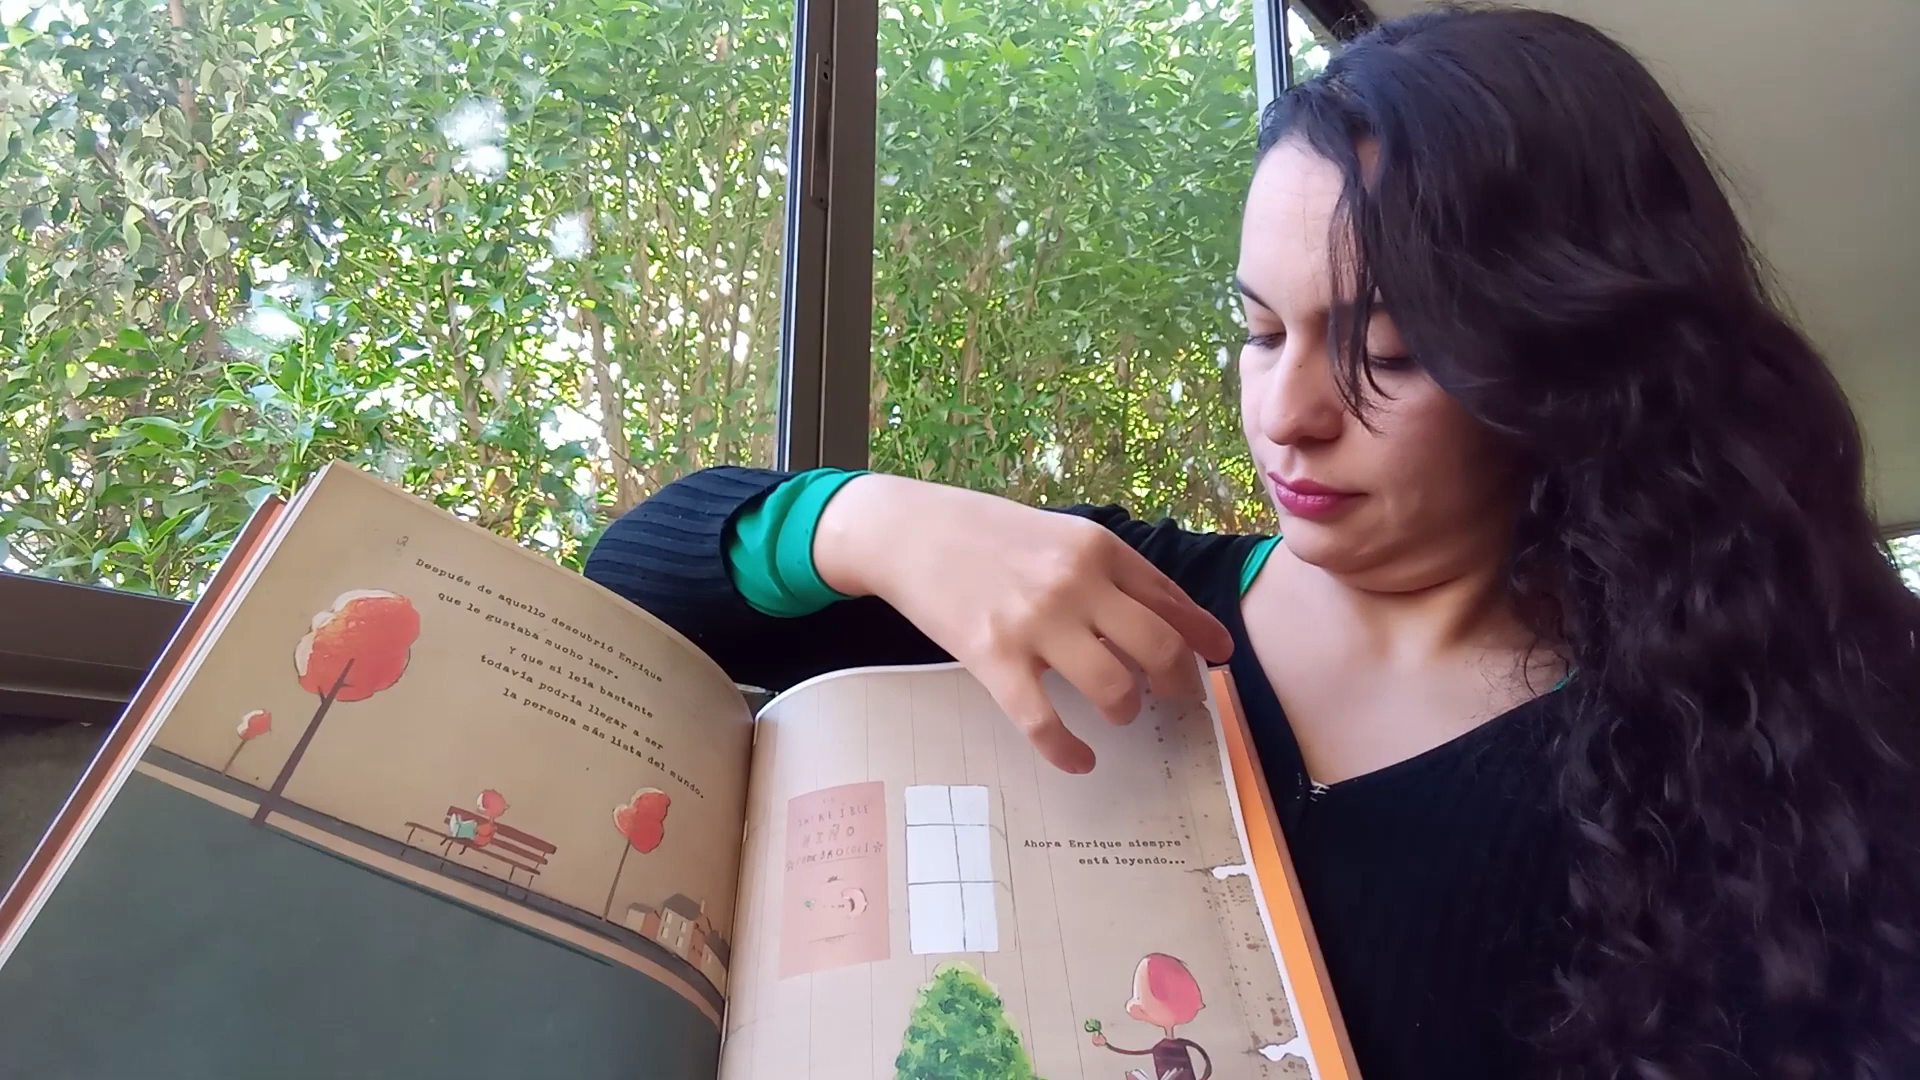 Después de aquello descubrió Enrique
que le gustaba mucho leer.
Y que si leía bastante
todavía podría llegar a ser
la persona más lista del mundo.
INCREIBLE
NIÑO
Ahora Enrique siempre
está leyendo...